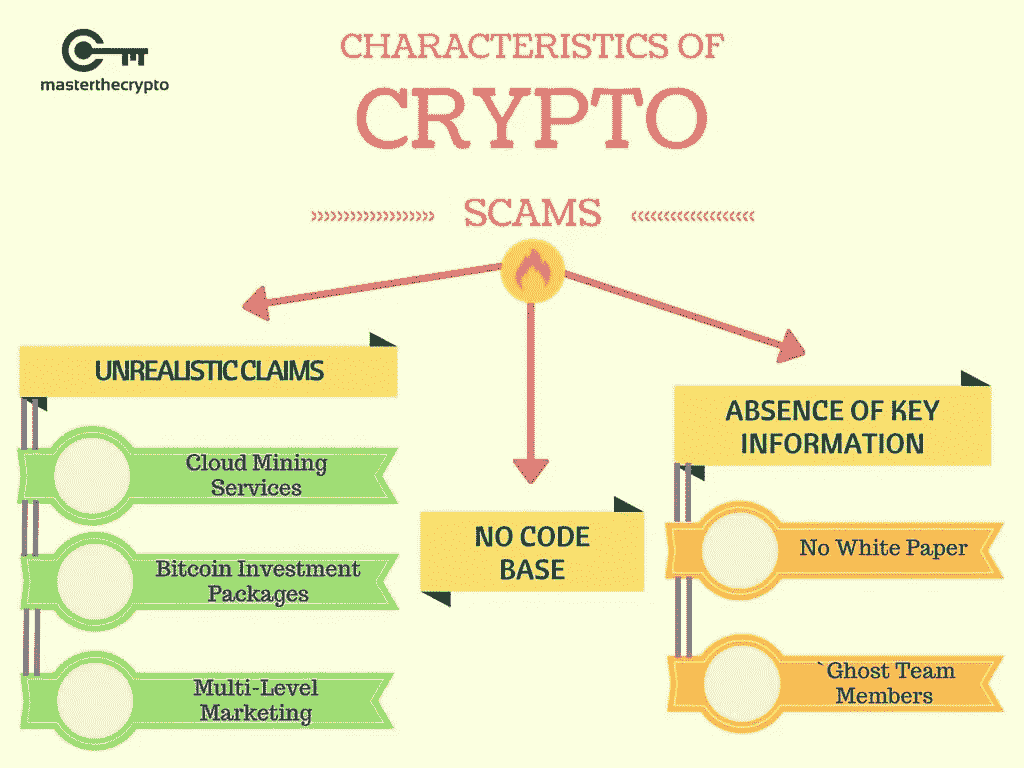 masterthecrypto
CHARACTERISTICS OF
CRYPTO
SCAMS
UNREALISTIC CLAIMS
Cloud Mining
Services
Bitcoin Investment
Packages
Multi-Level
Marketing
NO CODE
BASE
ABSENCE OF KEY
INFORMATION
No White Paper
`Ghost Team
Members